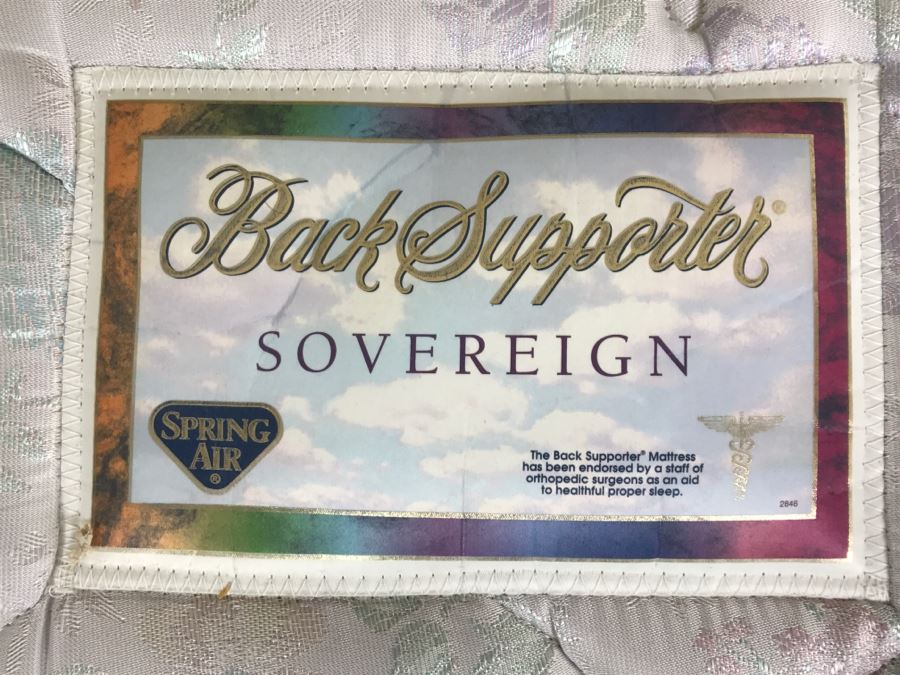 Back Supporter®
SOVEREIGN
SPRING
AIR
®
The Back Supporter® Mattress
has been endorsed by a staff of
orthopedic surgeons as an aid
to healthful proper sleep.
2846